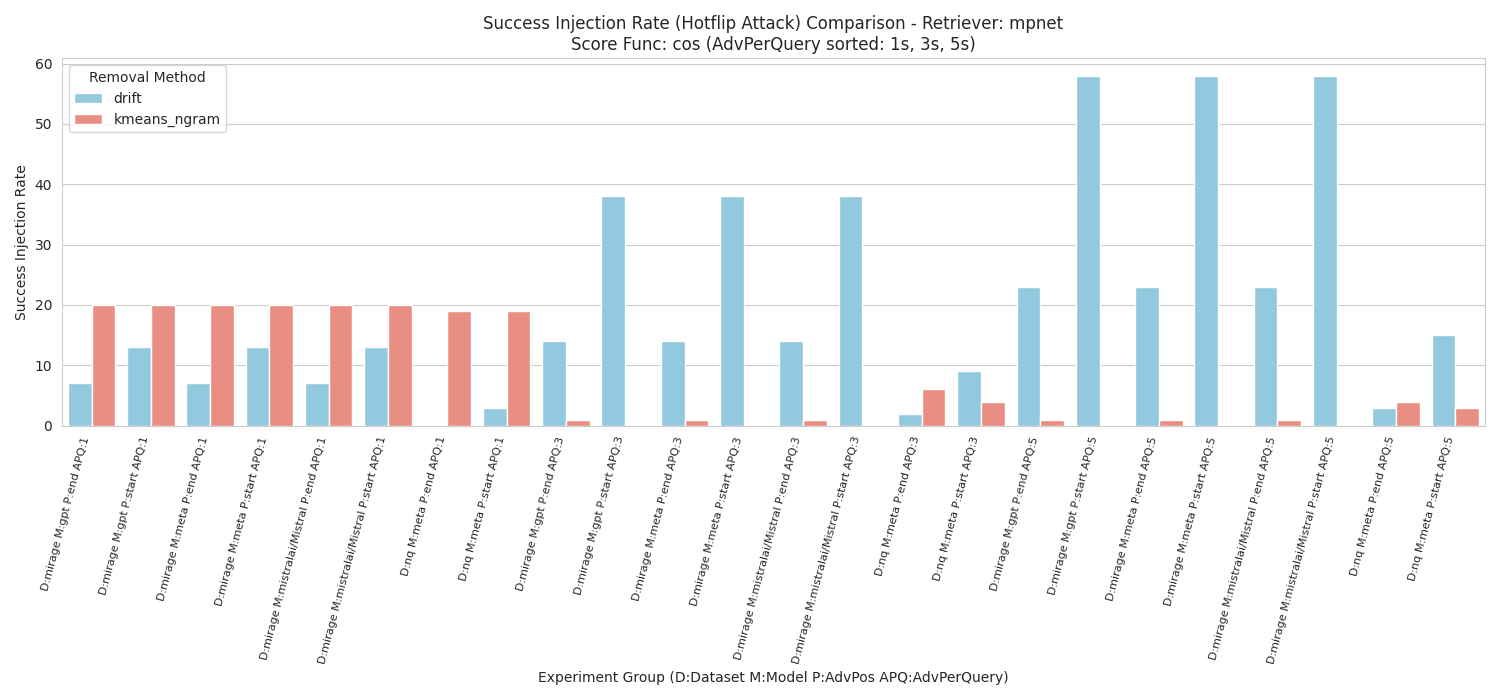 Success Injection Rate (Hotflip Attack) Comparison - Retriever: mpnet
Score Func: cos (AdvPerQuery sorted: 1s, 3s, 5s)
Removal Method
drift
kmeans_ngram
Success Injection Rate
60
50
40
30
20
10
0
D:mirage M:gpt P:end APQ:1
D:mirage M:gpt P:start APQ:1
D:mirage M:meta P:end APQ:1
D:mirage M:meta P:start APQ:1
D:mirage M:mistralai/Mistral P:end APQ:1
D:mirage M:mistralai/Mistral P:start APQ:1
D:nq M:meta P:end APQ:1
D:nq M:meta P:start APQ:1
D:mirage M:gpt P:end APQ:3
D:mirage M:gpt P:start APQ:3
D:mirage M:meta P:end APQ:3
D:mirage M:meta P:start APQ:3
D:mirage M:mistralai/Mistral P:end APQ:3
D:mirage M:mistralai/Mistral P:start APQ:3
D:nq M:meta P:end APQ:3
D:nq M:meta P:start APQ:3
D:mirage M:gpt P:end APQ:5
D:mirage M:gpt P:start APQ:5
D:mirage M:meta P:end APQ:5
D:mirage M:meta P:start APQ:5
D:mirage M:mistralai/Mistral P:end APQ:5
D:mirage M:mistralai/Mistral P:start APQ:5
D:nq M:meta P:end APQ:5
D:nq M:meta P:start APQ:5
Experiment Group (D:Dataset M:Model P:AdvPos APQ:AdvPerQuery)